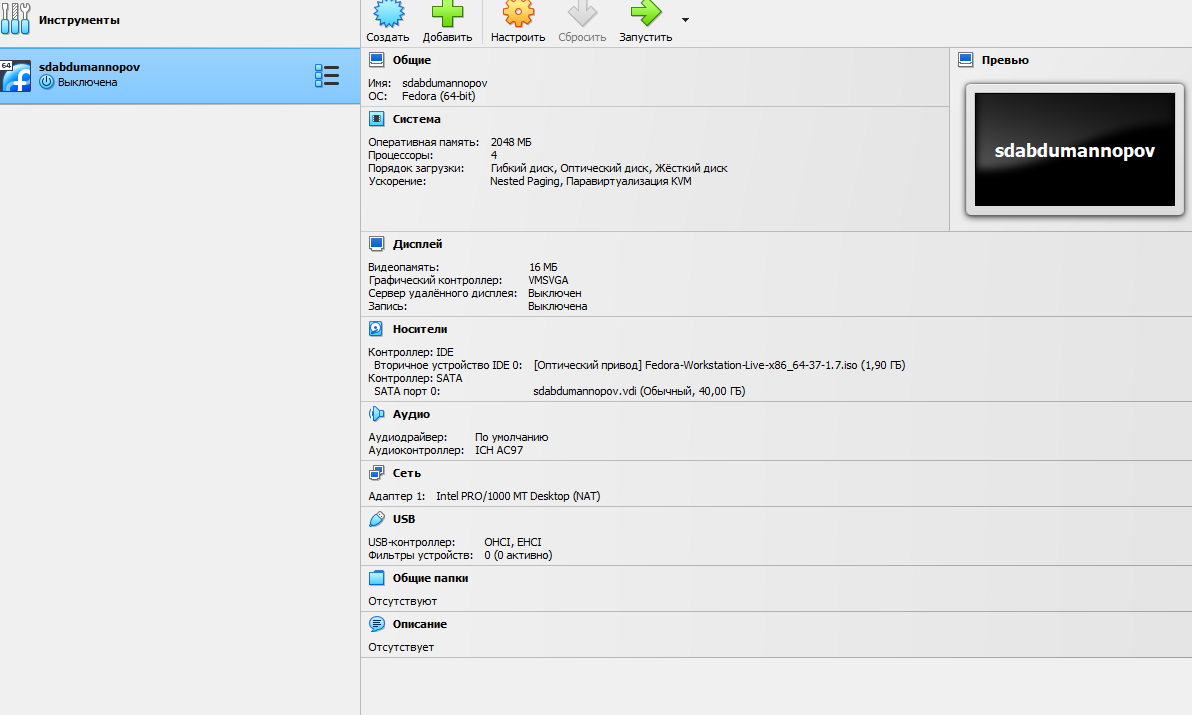 Инструменты
64
sdabdumannopov
Выключена
Создать Добавить Настроить Сбросить Запустить
Общие
Имя: sdabdumannopov
ОС: Fedora (64-bit)
Превью
sdabdumannopov
Система
Оперативная память: 2048 МБ
Процессоры: 4
Порядок загрузки: Гибкий диск, Оптический диск, Жёсткий диск
Ускорение: Nested Paging, Паравиртуализация KVM
Дисплей
Видеопамять: 16 МБ
Графический контроллер: VMSVGA
Сервер удалённого дисплея: Выключен
Запись: Выключена
Носители
Контроллер: IDE
Вторичное устройство IDE 0: [Оптический привод] Fedora-Workstation-Live-x86_64-37-1.7.iso (1,90 ГБ)
Контроллер: SATA
SATA порт 0: sdabdumannopov.vdi (Обычный, 40,00 ГБ)
Аудио
Аудиодрайвер: По умолчанию
Аудиоконтроллер: ICH AC97
Сеть
Адаптер 1: Intel PRO/1000 MT Desktop (NAT)
USB
USB-контроллер: OHCI, EHCI
Фильтры устройств: 0 (0 активно)
Общие папки
Отсутствуют
Описание
Отсутствует